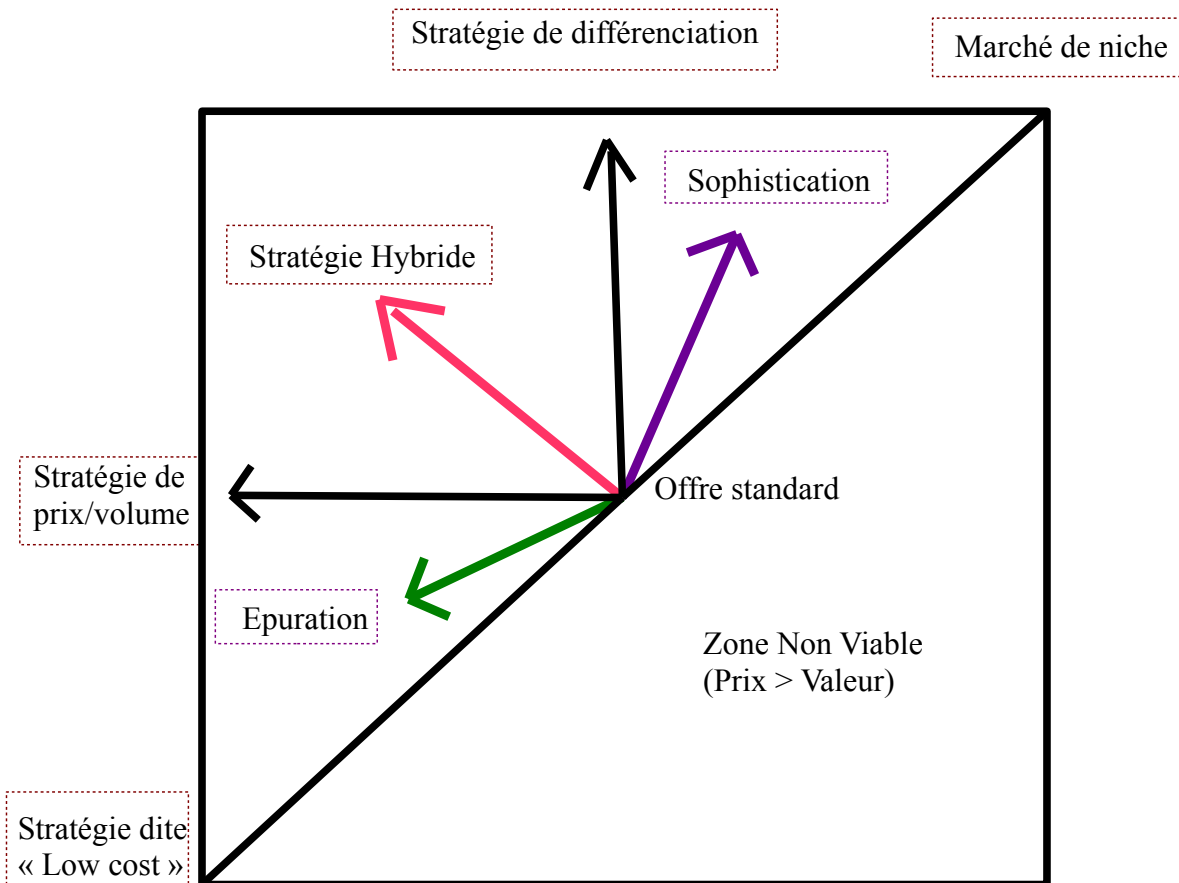 Stratégie de différenciation
Marché de niche
Sophistication
Stratégie Hybride
Stratégie de
prix/volume
Offre standard
Epuration
Zone Non Viable
(Prix > Valeur)
Stratégie dite
« Low cost »